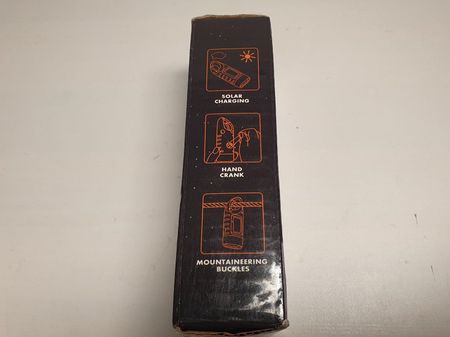 SOLAR
CHARGING
HAND
CRANK
MOUNTAINEERING
BUCKLES